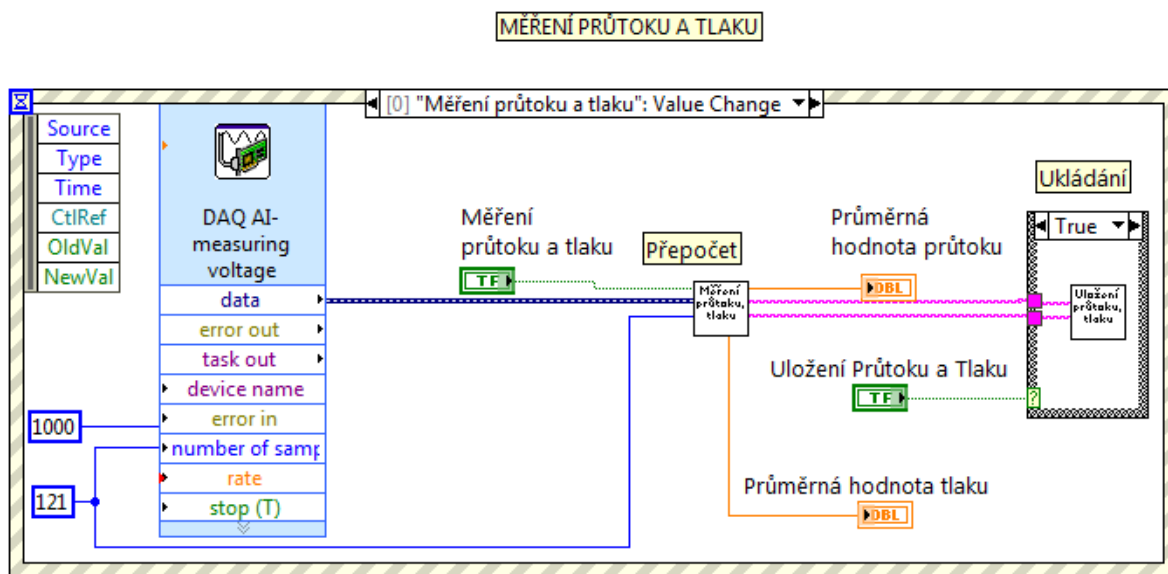 MĚŘENÍ PRŮTOKU A TLAKU
[0] "Měření průtoku a tlaku": Value Change
Source
Type
Time
CtlRef
OldVal
NewVal
DAQ AI-
measuring
voltage
data
error out
task out
device name
error in
number of samp
rate
stop (T)
1000
121
Měření
průtoku a tlaku
TF
Přepočet
Měření
průtoku,
tlaku
Průměrná
hodnota průtoku
DBL
Ukládání
True
Uložení
průtoku,
tlaku
Uložení Průtoku a Tlaku
TF
?
Průměrná hodnota tlaku
DBL